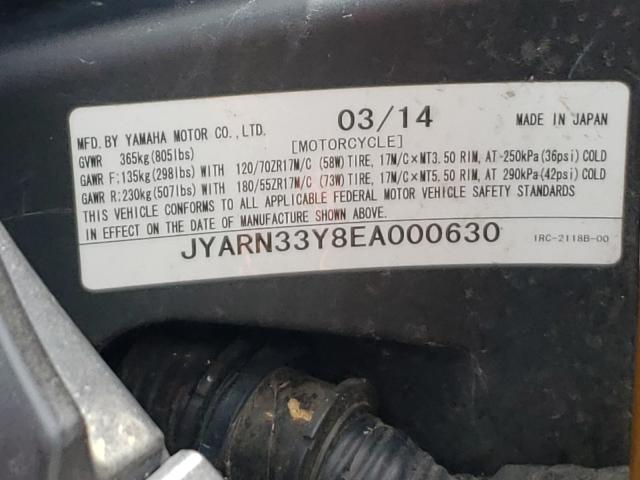 03/14 MADE IN JAPAN
MFD. BY YAMAHA MOTOR CO., LTD.
[MOTORCYCLE]
GVWR 365kg(805lbs)
GAWR F:135kg(298lbs) WITH 120/70ZR17M/C (58W) TIRE, 17M/C×MT3.50 RIM, AT 250kPa(36psi) COLD
GAWR R:230kg(507lbs) WITH 180/55ZR17M/C (73W) TIRE, 17M/C×MT5.50 RIM, AT 290kPa(42psi) COLD
THIS VEHICLE CONFORMS TO ALL APPLICABLE FEDERAL MOTOR VEHICLE SAFETY STANDARDS
IN EFFECT ON THE DATE OF MANUFACTURE SHOWN ABOVE.
JYARN33Y8EA000630 1RC-2118B-00